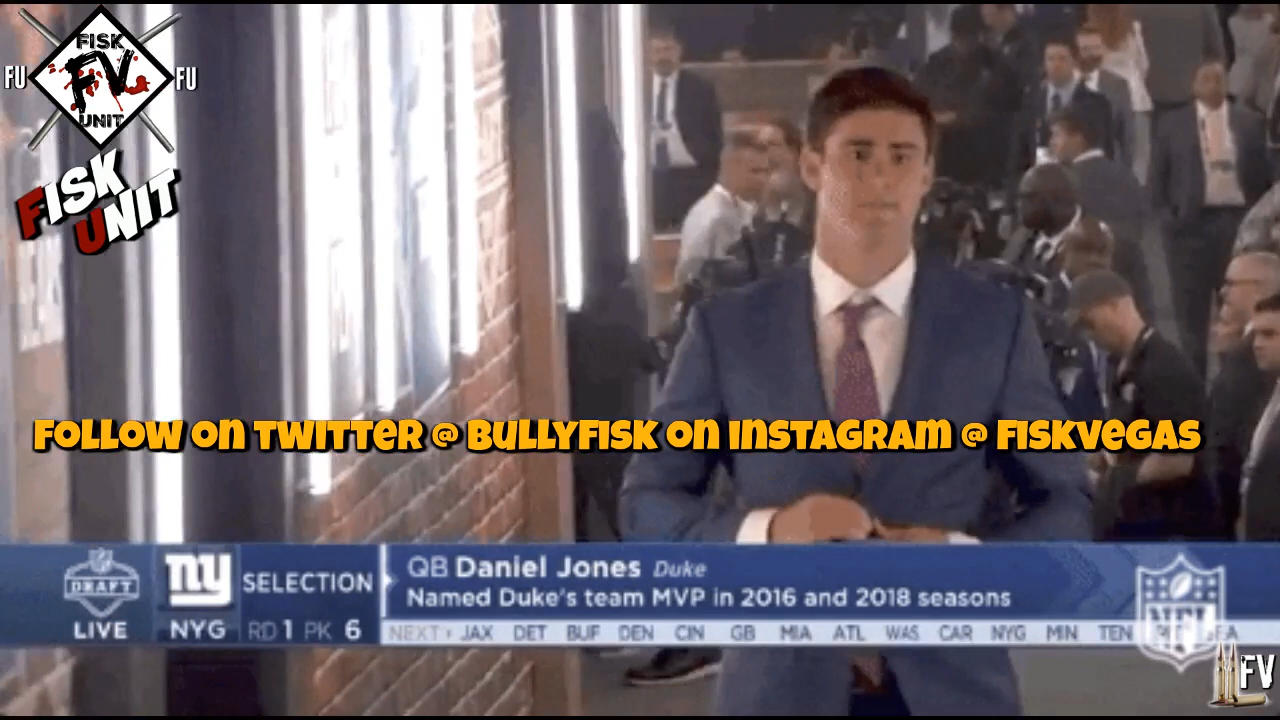 FISK
FU FV FU
UNIT
FISK
UNIT
FOLLOW ON TWITTER @ BULLYFISK ON INSTAGRAM @ FISKVEGAS
QB Daniel Jones Duke
Named Duke's team MVP in 2016 and 2018 seasons
DRAFT
LIVE
ny
NYG
SELECTION
RD 1 PK 6
NEXT JAX DET BUF DEN CIN GB MIA ATL WAS CAR NYG MIN TEN
NFL
FV